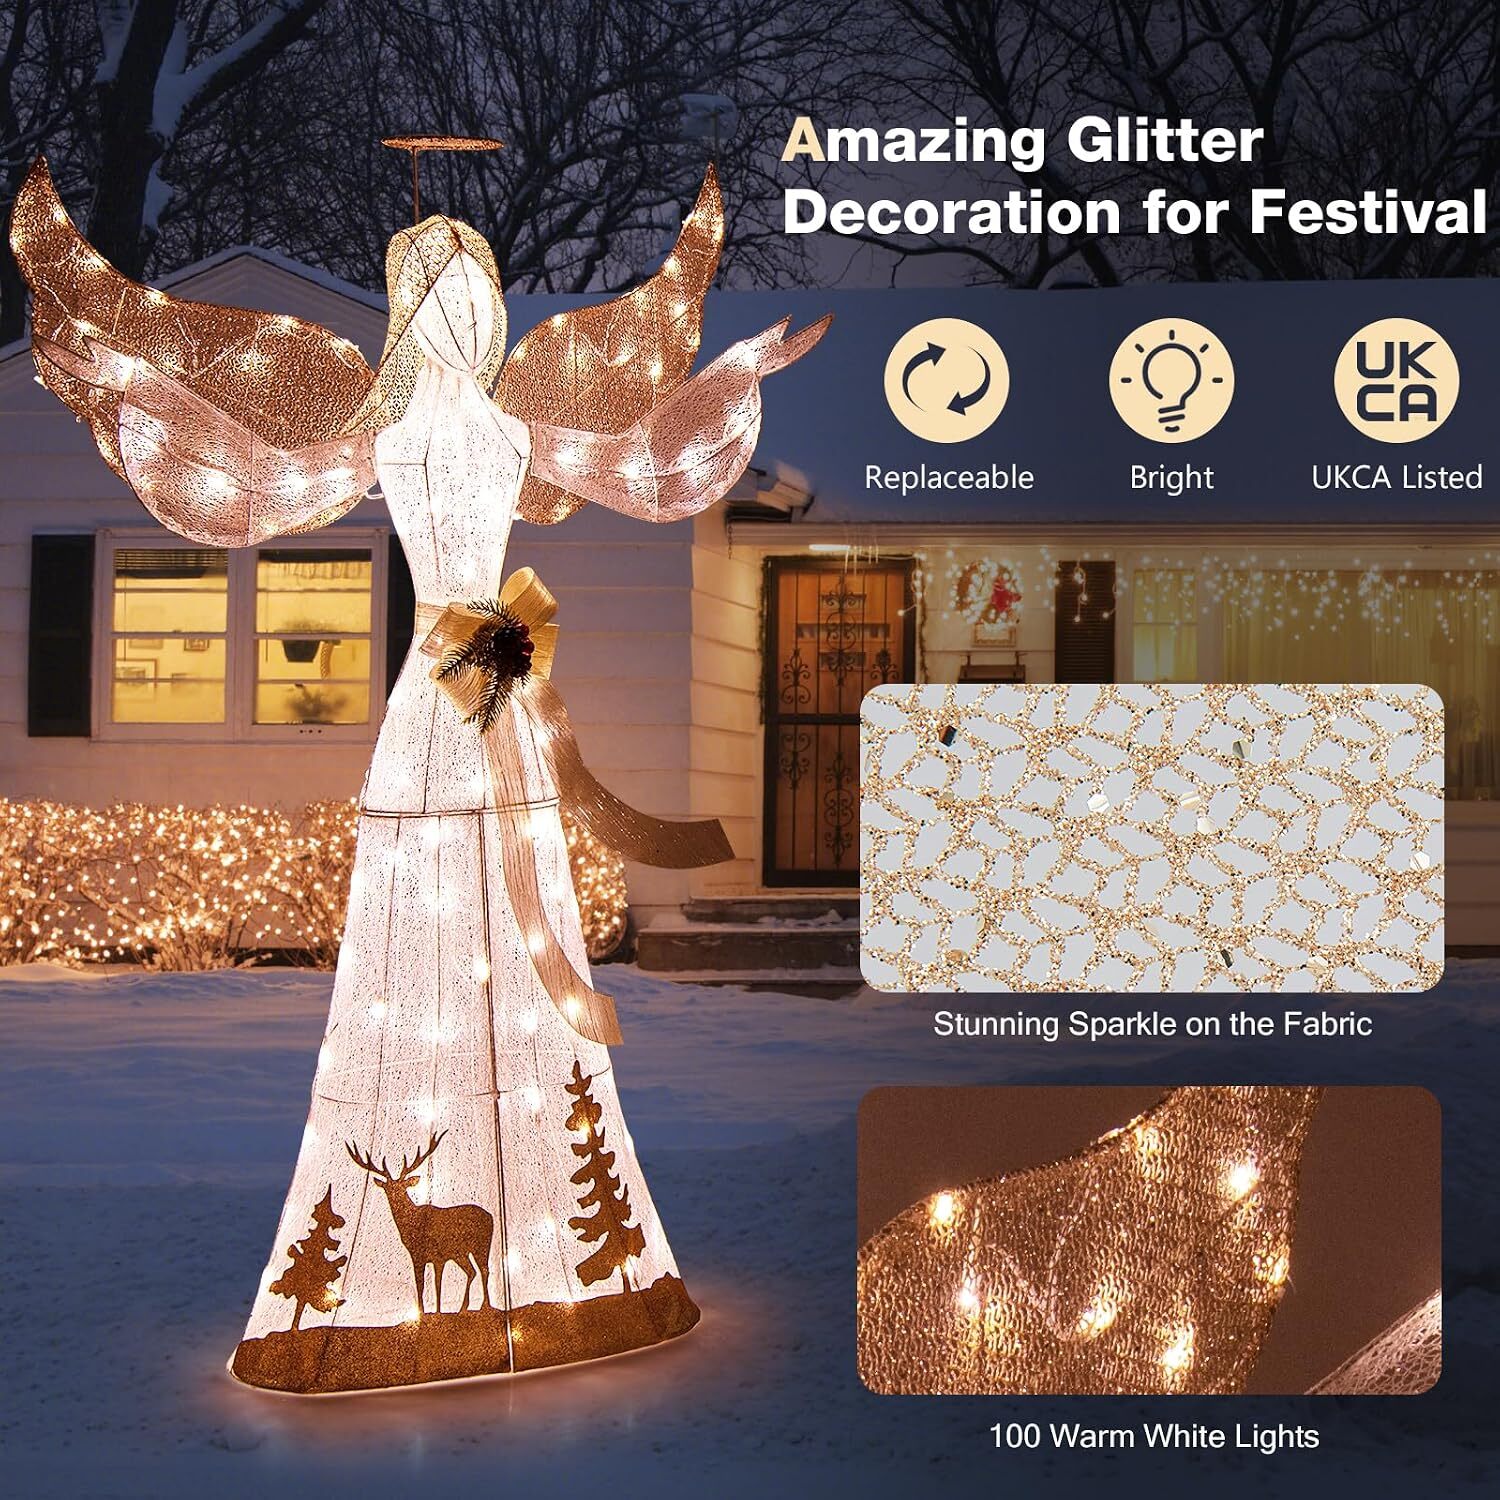 Amazing Glitter
Decoration for Festival
UK
CA
Replaceable
Bright
UKCA Listed
Stunning Sparkle on the Fabric
100 Warm White Lights